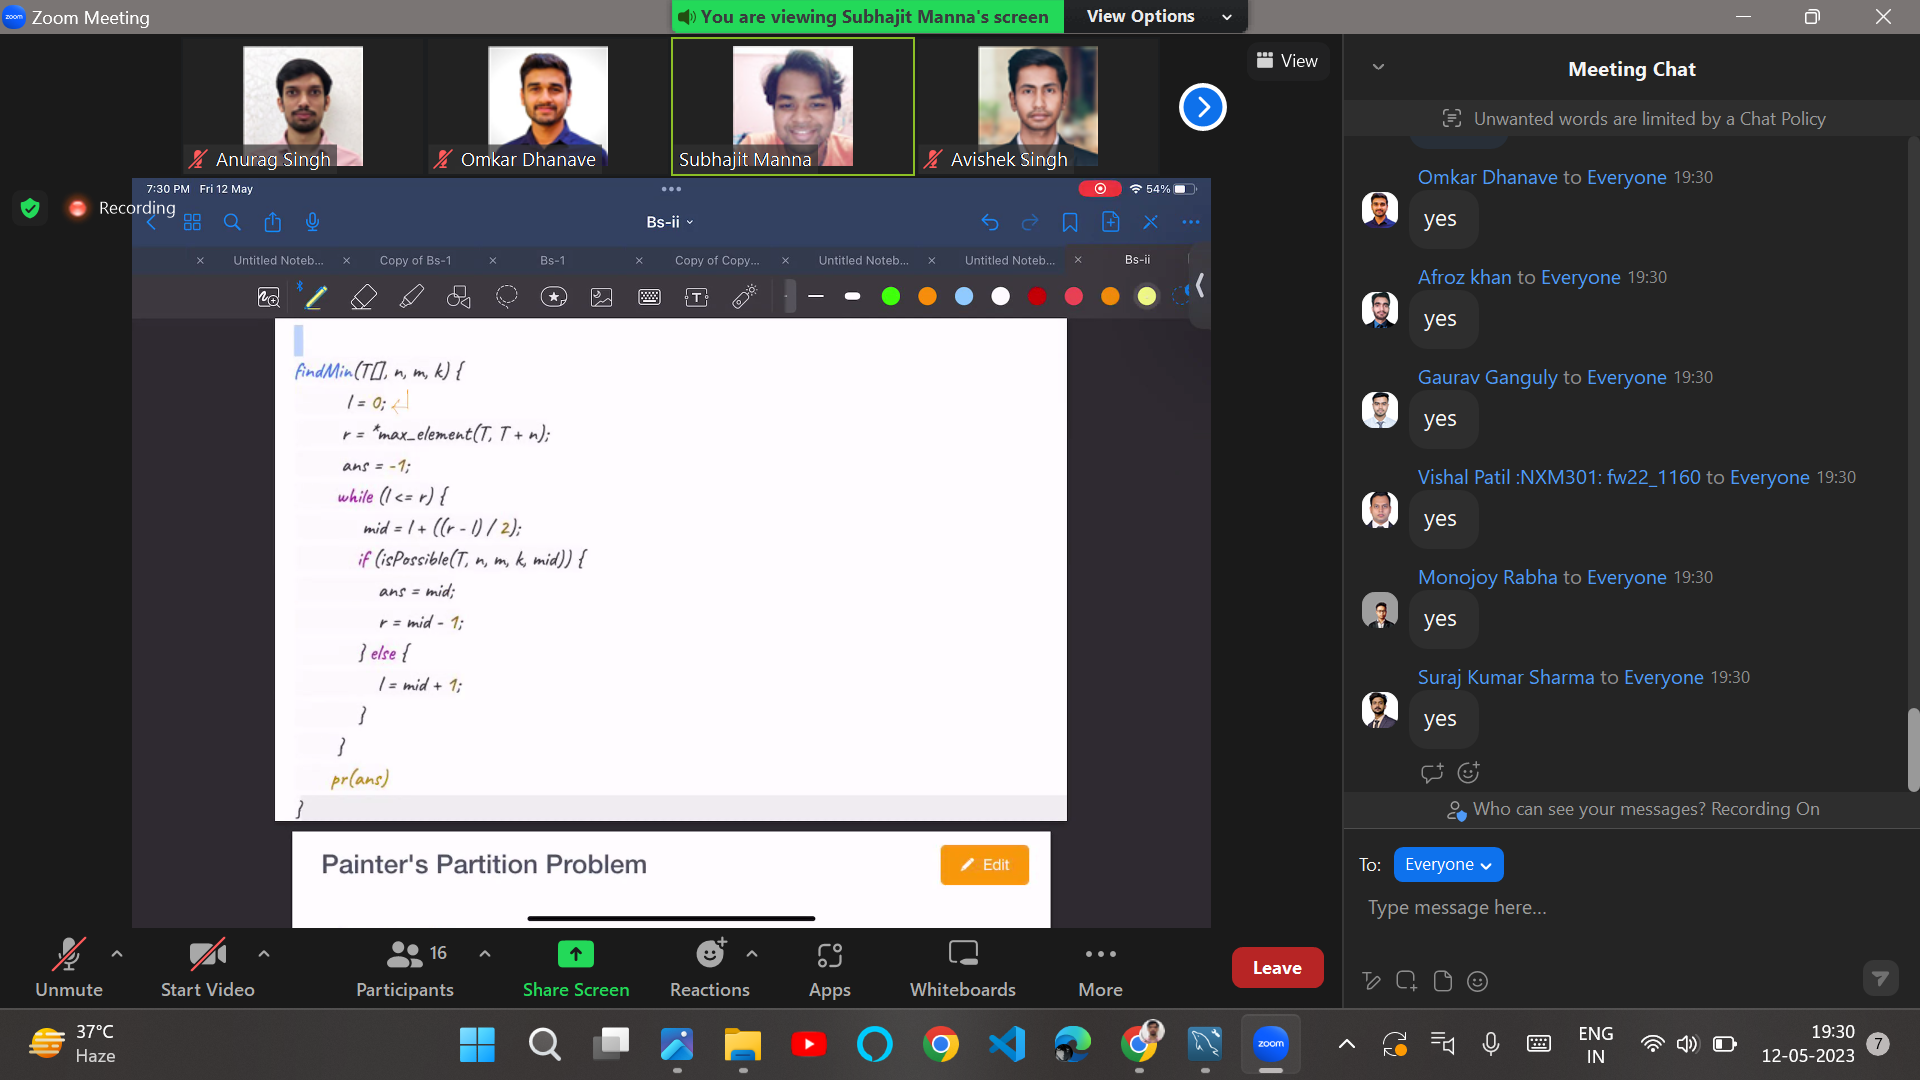 Zoom Meeting
You are viewing Subhajit Manna's screen
View Options
Anurag Singh
Omkar Dhanave
Subhajit Manna
Avishek Singh
View
Recording
7:30 PM Fri 12 May
54%
Bs-ii
Untitled Noteb...
Copy of Bs-1
Bs-1
Copy of Copy...
Untitled Noteb...
Untitled Noteb...
Bs-ii
findMin(T[], n, m, k) {
l = 0;
r = *max_element(T, T + n);
ans = -1;
while (l <= r) {
mid = l + ((r - l) / 2);
if (isPossible(T, n, m, k, mid)) {
ans = mid;
r = mid - 1;
} else {
l = mid + 1;
}
}
pr(ans)
}
Painter's Partition Problem
Edit
Meeting Chat
Unwanted words are limited by a Chat Policy
Omkar Dhanave to Everyone 19:30
yes
Afroz khan to Everyone 19:30
yes
Gaurav Ganguly to Everyone 19:30
yes
Vishal Patil :NXM301: fw22_1160 to Everyone 19:30
yes
Monojoy Rabha to Everyone 19:30
yes
Suraj Kumar Sharma to Everyone 19:30
yes
Who can see your messages? Recording On
To: Everyone
Type message here...
Unmute
Start Video
16
Participants
Share Screen
Reactions
Apps
Whiteboards
More
Leave
37°C
Haze
zoom
ENG
IN
19:30
12-05-2023
7